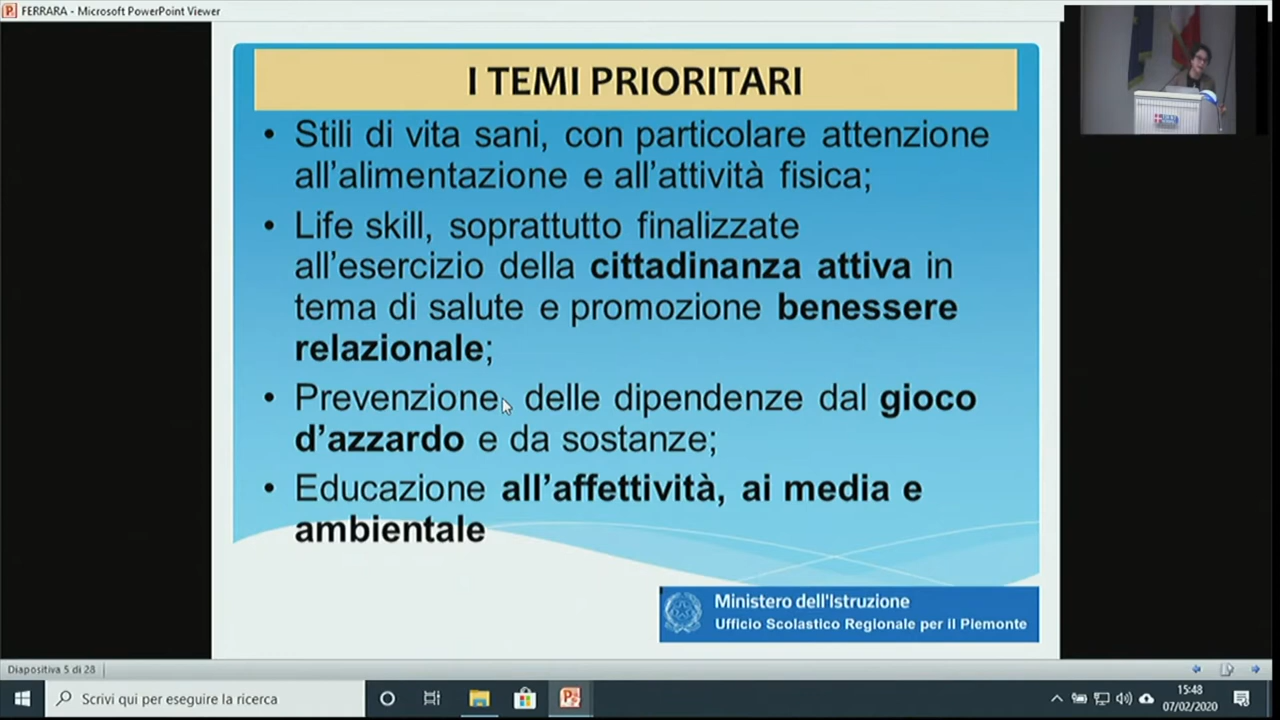 FERRARA - Microsoft PowerPoint Viewer
I TEMI PRIORITARI
• Stili di vita sani, con particolare attenzione
all’alimentazione e all’attività fisica;
• Life skill, soprattutto finalizzate
all’esercizio della cittadinanza attiva in
tema di salute e promozione benessere
relazionale;
• Prevenzione, delle dipendenze dal gioco
d’azzardo e da sostanze;
• Educazione all’affettività, ai media e
ambientale
Ministero dell'Istruzione
Ufficio Scolastico Regionale per il Piemonte
Diapositiva 5 di 28
Scrivi qui per eseguire la ricerca
15:48
07/02/2020